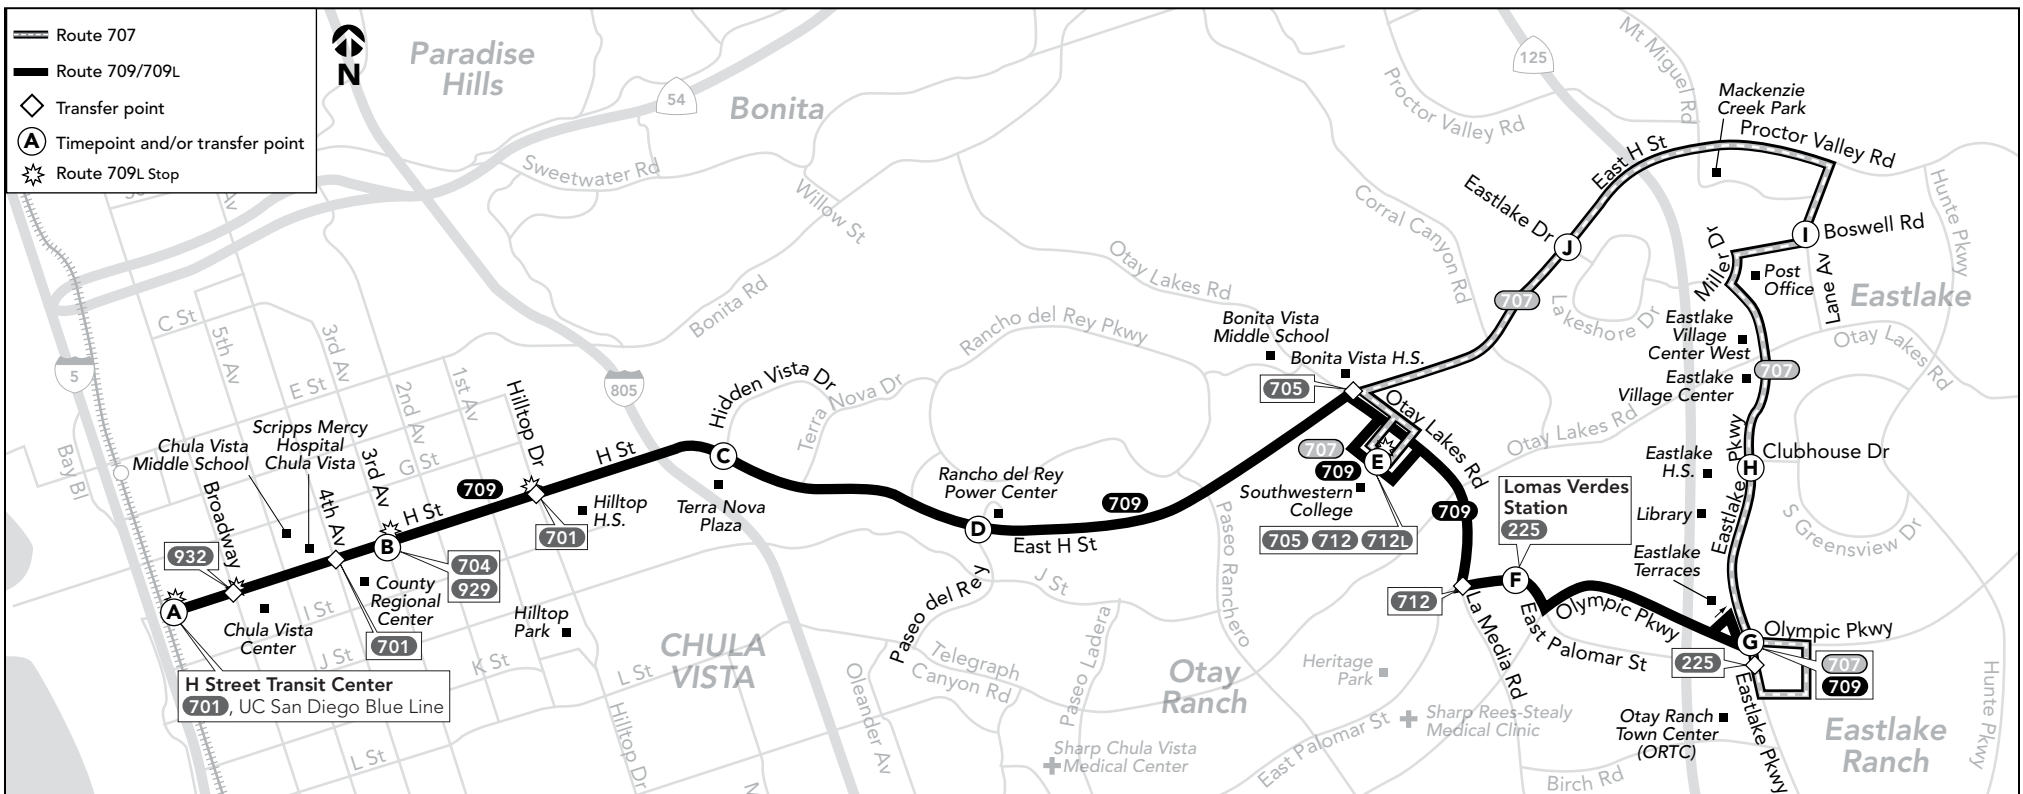 Route 707
Route 709/709L
Transfer point
A
Timepoint and/or transfer point
Route 709L Stop
N
Paradise
Hills
54
Bonita
125
Mt Miguel Rd
Proctor Valley Rd
Mackenzie
Creek Park
Proctor Valley Rd
East H St
Eastlake Dr
J
I
Boswell Rd
Hunte Pkwy
Sweetwater Rd
Willow St
Corral Canyon Rd
Otay Lakes Rd
Miller Dr
Post
Office
Lane Av
Eastlake
707
Lakeshore Dr
Eastlake
Village
Center West
Otay Lakes Rd
Eastlake
Village Center
707
Bonita Rd
Rancho del Rey Pkwy
Bonita Vista
Middle School
Bonita Vista H.S.
705
C St
5th Av
3rd Av
E St
2nd Av
1st Av
5
805
Hidden Vista Dr
Terra Nova Dr
Otay Lakes Rd
Otay Lakes Rd
Hilltop Dr
H St
C
Terra Nova
Plaza
Scripps Mercy
Hospital
Chula Vista
Chula Vista
Middle School
3rd Av
G St
Bay Bl
Broadway
4th Av
H St
709
Hilltop
H.S.
701
Rancho del Rey
Power Center
D
East H St
709
707
709
E
Southwestern
College
705 712 712L
709
Lomas Verdes
Station
225
Eastlake
H.S.
H
Clubhouse Dr
Eastlake Pkwy
Library
S Greensview Dr
Eastlake
Terraces
932
A
B
704
929
County
Regional
Center
I St
Chula Vista
Center
701
J St
K St
Hilltop
Park
L St
CHULA
VISTA
H Street Transit Center
701, UC San Diego Blue Line
L St
Hilltop Dr
Oleander Av
Paseo del Rey
J St
Telegraph
Canyon Rd
Paseo Ladera
Paseo Ranchero
Otay
Ranch
Sharp Chula Vista
Medical Center
Heritage
Park
East Palomar St
Sharp Rees-Stealy
Medical Clinic
712
La Media Rd
F
East Palomar St
Olympic Pkwy
G
Olympic Pkwy
225
707
709
Otay Ranch
Town Center
(ORTC)
Eastlake Pkwy
Eastlake
Ranch
Hunte Pkwy
Birch Rd